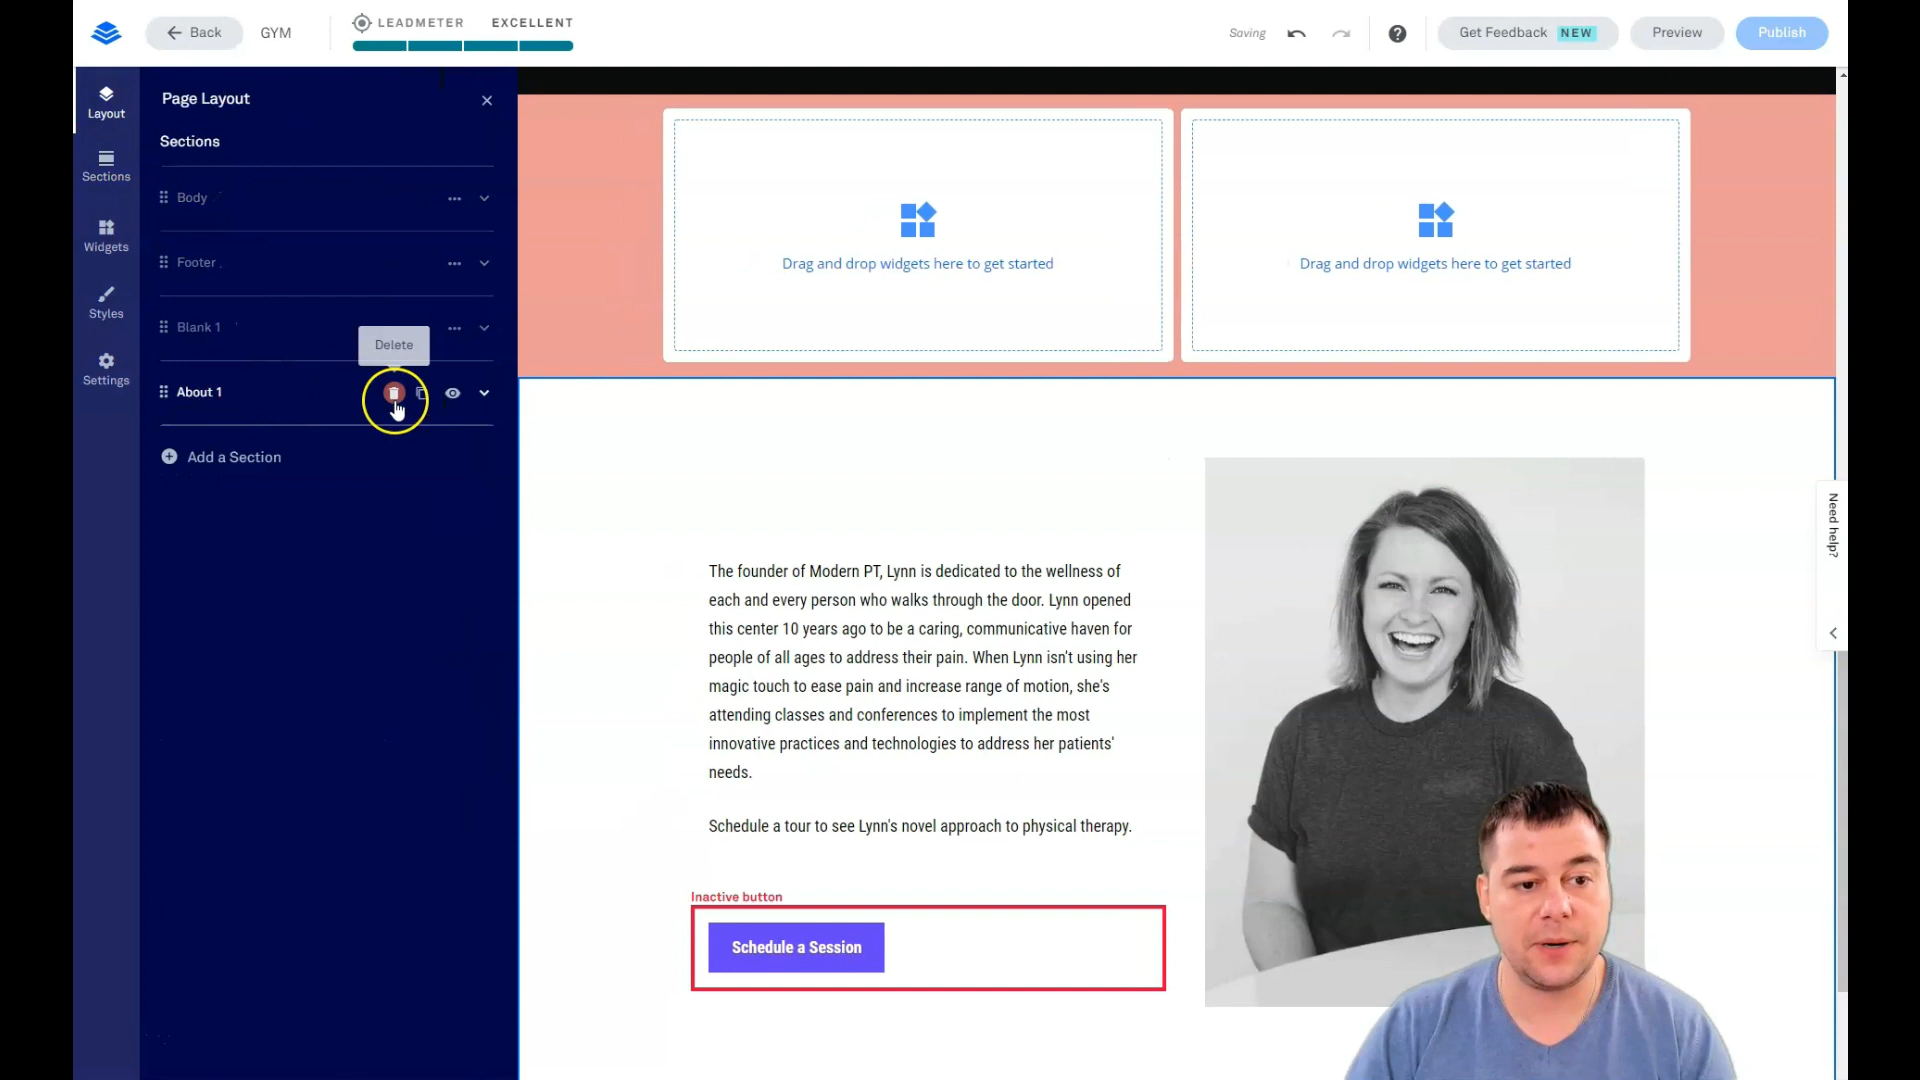 Back
GYM
LEADMETER EXCELLENT
Saving
Get Feedback NEW
Preview
Publish
Layout
Sections
Widgets
Styles
Settings
Page Layout
Sections
Body
Footer
Blank 1
Delete
About 1
Add a Section
Drag and drop widgets here to get started
Drag and drop widgets here to get started
The founder of Modern PT, Lynn is dedicated to the wellness of
each and every person who walks through the door. Lynn opened
this center 10 years ago to be a caring, communicative haven for
people of all ages to address their pain. When Lynn isn't using her
magic touch to ease pain and increase range of motion, she's
attending classes and conferences to implement the most
innovative practices and technologies to address her patients'
needs.
Schedule a tour to see Lynn's novel approach to physical therapy.
Inactive button
Schedule a Session
Need help?